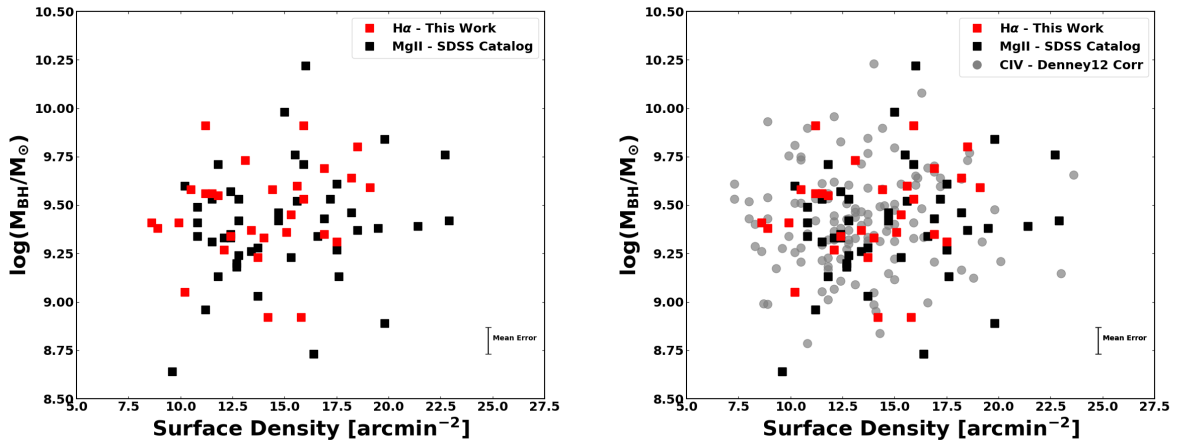 10.50
10.25
10.00
9.75
9.50
9.25
9.00
8.75
8.50
log(M_BH/M_⊙)
Hα - This Work
MgII - SDSS Catalog
Mean Error
5.0 7.5 10.0 12.5 15.0 17.5 20.0 22.5 25.0 27.5
Surface Density [arcmin⁻²]
10.50
10.25
10.00
9.75
9.50
9.25
9.00
8.75
8.50
log(M_BH/M_⊙)
Hα - This Work
MgII - SDSS Catalog
CIV - Denney12 Corr
Mean Error
5.0 7.5 10.0 12.5 15.0 17.5 20.0 22.5 25.0 27.5
Surface Density [arcmin⁻²]